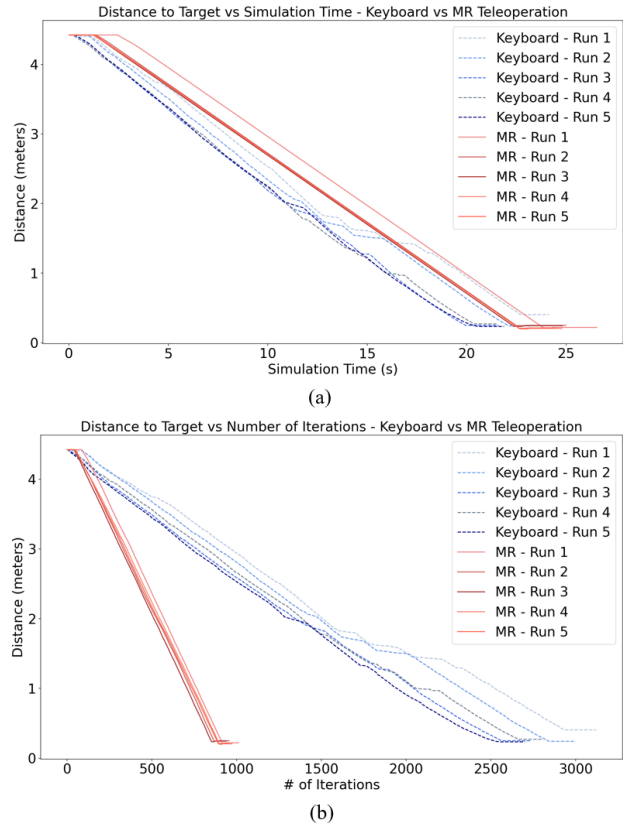 Distance to Target vs Simulation Time - Keyboard vs MR Teleoperation
Distance (meters)
4
3
2
1
0
Keyboard - Run 1
Keyboard - Run 2
Keyboard - Run 3
Keyboard - Run 4
Keyboard - Run 5
MR - Run 1
MR - Run 2
MR - Run 3
MR - Run 4
MR - Run 5
0 5 10 15 20 25
Simulation Time (s)
(a)
Distance to Target vs Number of Iterations - Keyboard vs MR Teleoperation
Distance (meters)
4
3
2
1
0
Keyboard - Run 1
Keyboard - Run 2
Keyboard - Run 3
Keyboard - Run 4
Keyboard - Run 5
MR - Run 1
MR - Run 2
MR - Run 3
MR - Run 4
MR - Run 5
0 500 1000 1500 2000 2500 3000
# of Iterations
(b)